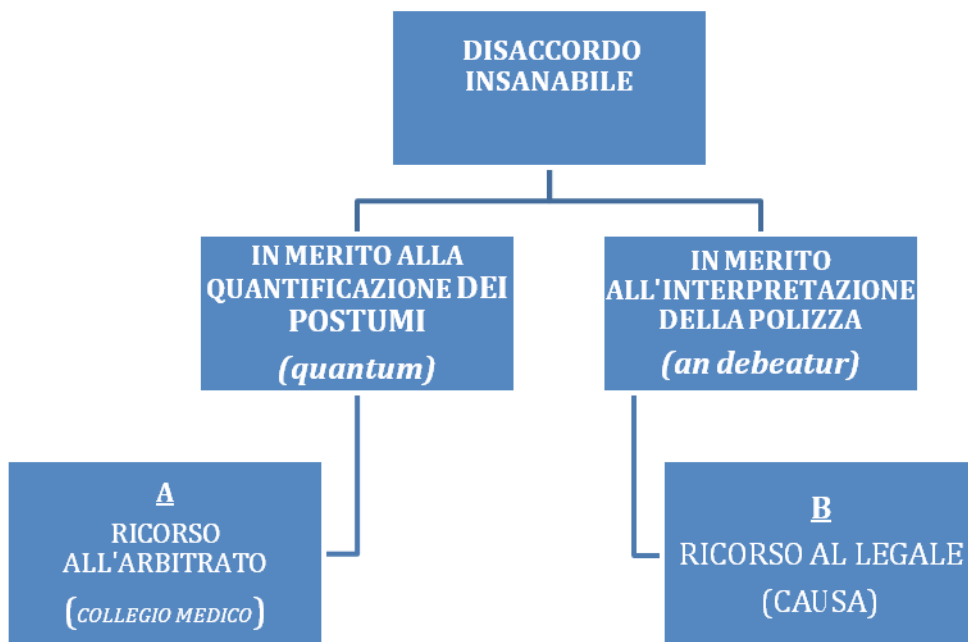 DISACCORDO
INSANABILE
IN MERITO ALLA
QUANTIFICAZIONE DEI
POSTUMI
(quantum)
IN MERITO
ALL'INTERPRETAZIONE
DELLA POLIZZA
(an debeatur)
A
RICORSO
ALL'ARBITRATO
(COLLEGIO MEDICO)
B
RICORSO AL LEGALE
(CAUSA)